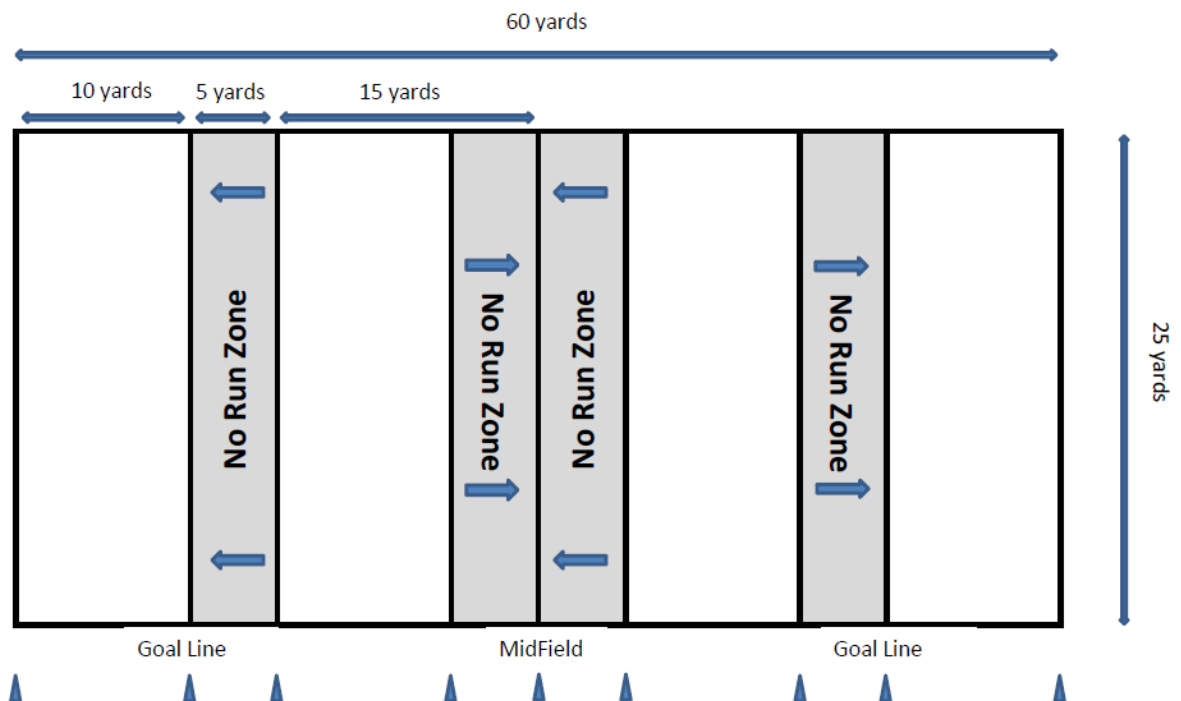 60 yards
10 yards
5 yards
15 yards
No Run Zone
No Run Zone
No Run Zone
No Run Zone
25 yards
Goal Line
MidField
Goal Line